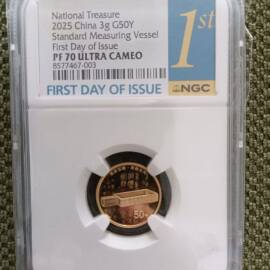 National Treasure
2025 China 3g G50Y
Standard Measuring Vessel
First Day of Issue
PF 70 ULTRA CAMEO
8577467-003
1st
NGC
FIRST DAY OF ISSUE
50